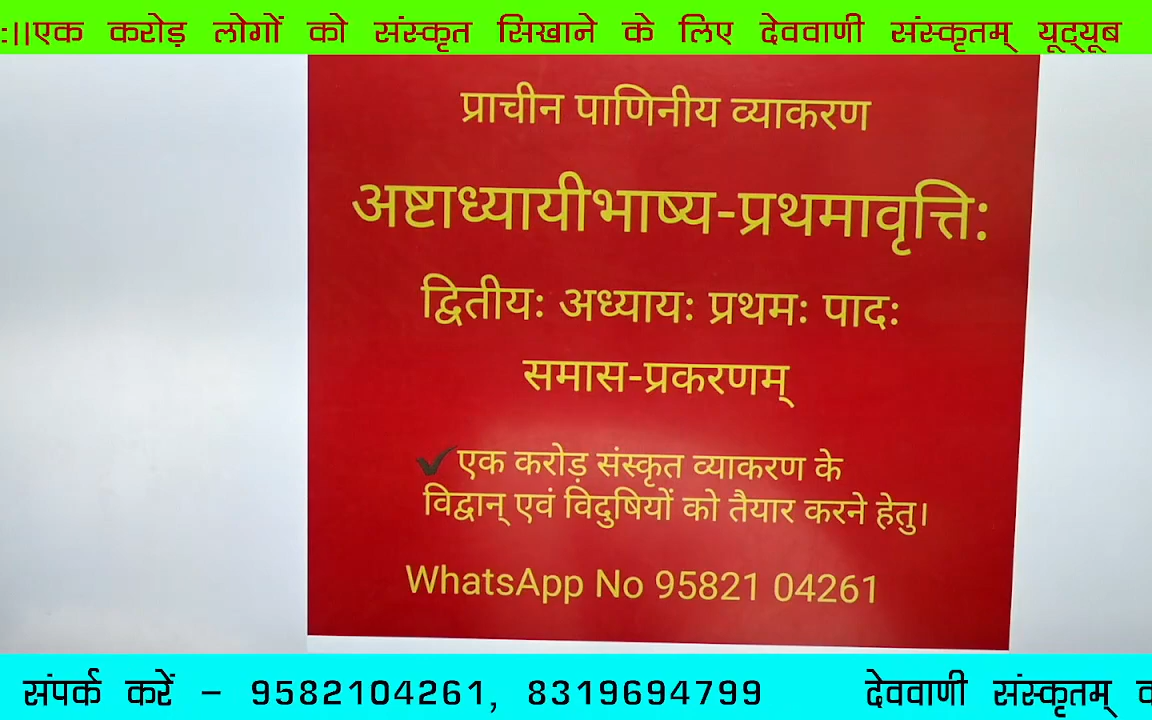 :||एक करोड़ लोगों को संस्कृत सिखाने के लिए देववाणी संस्कृतम् यूट्यूब
प्राचीन पाणिनीय व्याकरण
अष्टाध्यायीभाष्य-प्रथमावृत्ति:
द्वितीयः अध्यायः प्रथमः पादः
समास-प्रकरणम्
✔एक करोड़ संस्कृत व्याकरण के
विद्वान् एवं विदुषियों को तैयार करने हेतु।
WhatsApp No 95821 04261
संपर्क करें - 9582104261, 8319694799 देववाणी संस्कृतम्